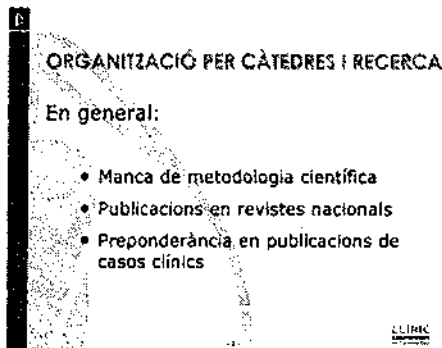 ORGANITZACIÓ PER CÀTEDRES I RECERCA
En general:
• Manca de metodologia científica
• Publicacions en revistes nacionals
• Preponderància en publicacions de
casos clínics
CLÍNIC